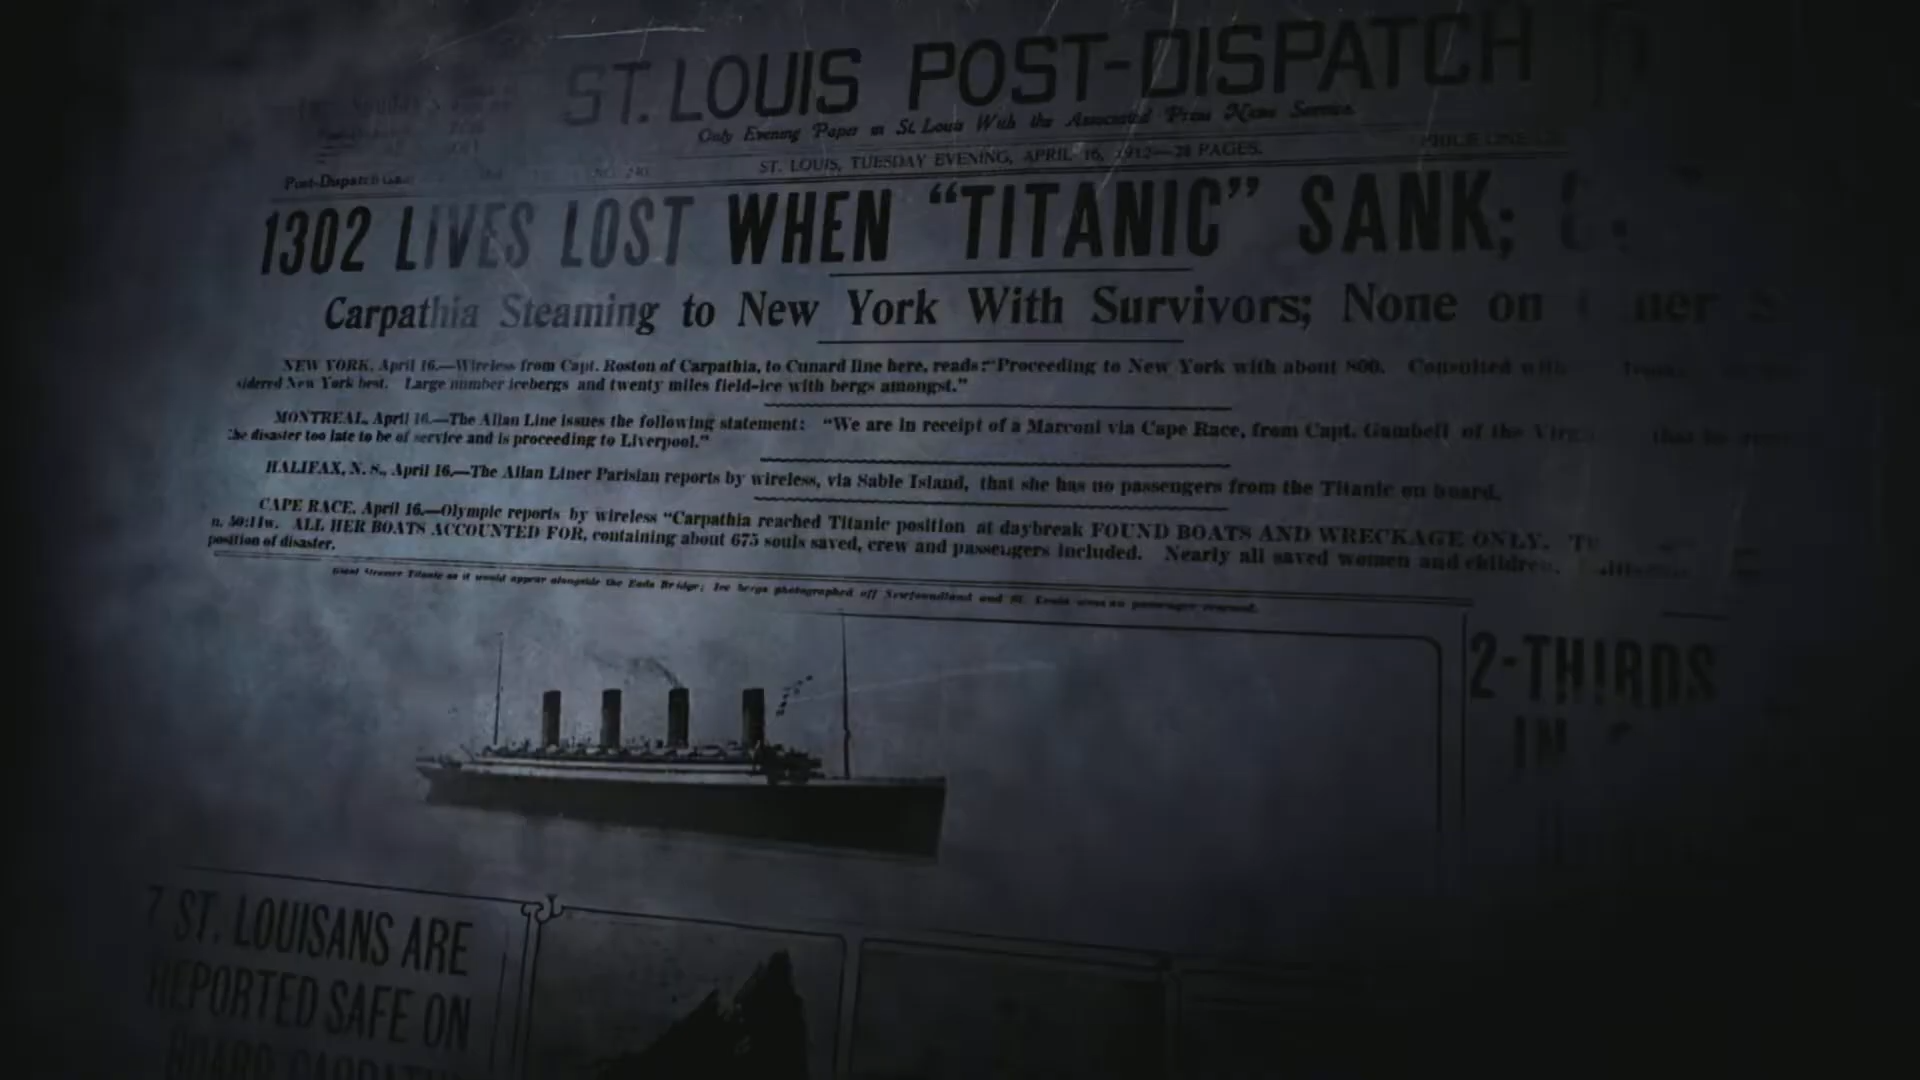 ST. LOUIS POST-DISPATCH
Only Evening Paper in St. Louis With the Associated Press News Service.
ST. LOUIS, TUESDAY EVENING, APRIL 16, 1912—28 PAGES.
Post-Dispatch
1302 LIVES LOST WHEN “TITANIC” SANK;
Carpathia Steaming to New York With Survivors; None on
NEW YORK, April 16.—Wireless from Capt. Roston of Carpathia, to Cunard line here, reads: “Proceeding to New York with about 800. Consulted with
sidered New York best. Large number icebergs and twenty miles field-ice with bergs amongst.”
MONTREAL, April 16.—The Allan Line issues the following statement: “We are in receipt of a Marconi via Cape Race, from Capt. Gambell of the
the disaster too late to be of service and is proceeding to Liverpool.”
HALIFAX, N. S., April 16.—The Allan Liner Parisian reports by wireless, via Sable Island, that she has no passengers from the Titanic on board.
CAPE RACE, April 16.—Olympic reports by wireless “Carpathia reached Titanic position at daybreak FOUND BOATS AND WRECKAGE ONLY.
n. 50:14w. ALL HER BOATS ACCOUNTED FOR, containing about 675 souls saved, crew and passengers included. Nearly all saved women and children.
position of disaster.
Giant Steamer Titanic as it would appear alongside the Eads Bridge; Ice bergs photographed off Newfoundland and St. Louis
2-THIRDS
IN
7 ST. LOUISANS ARE
REPORTED SAFE ON
BOARD